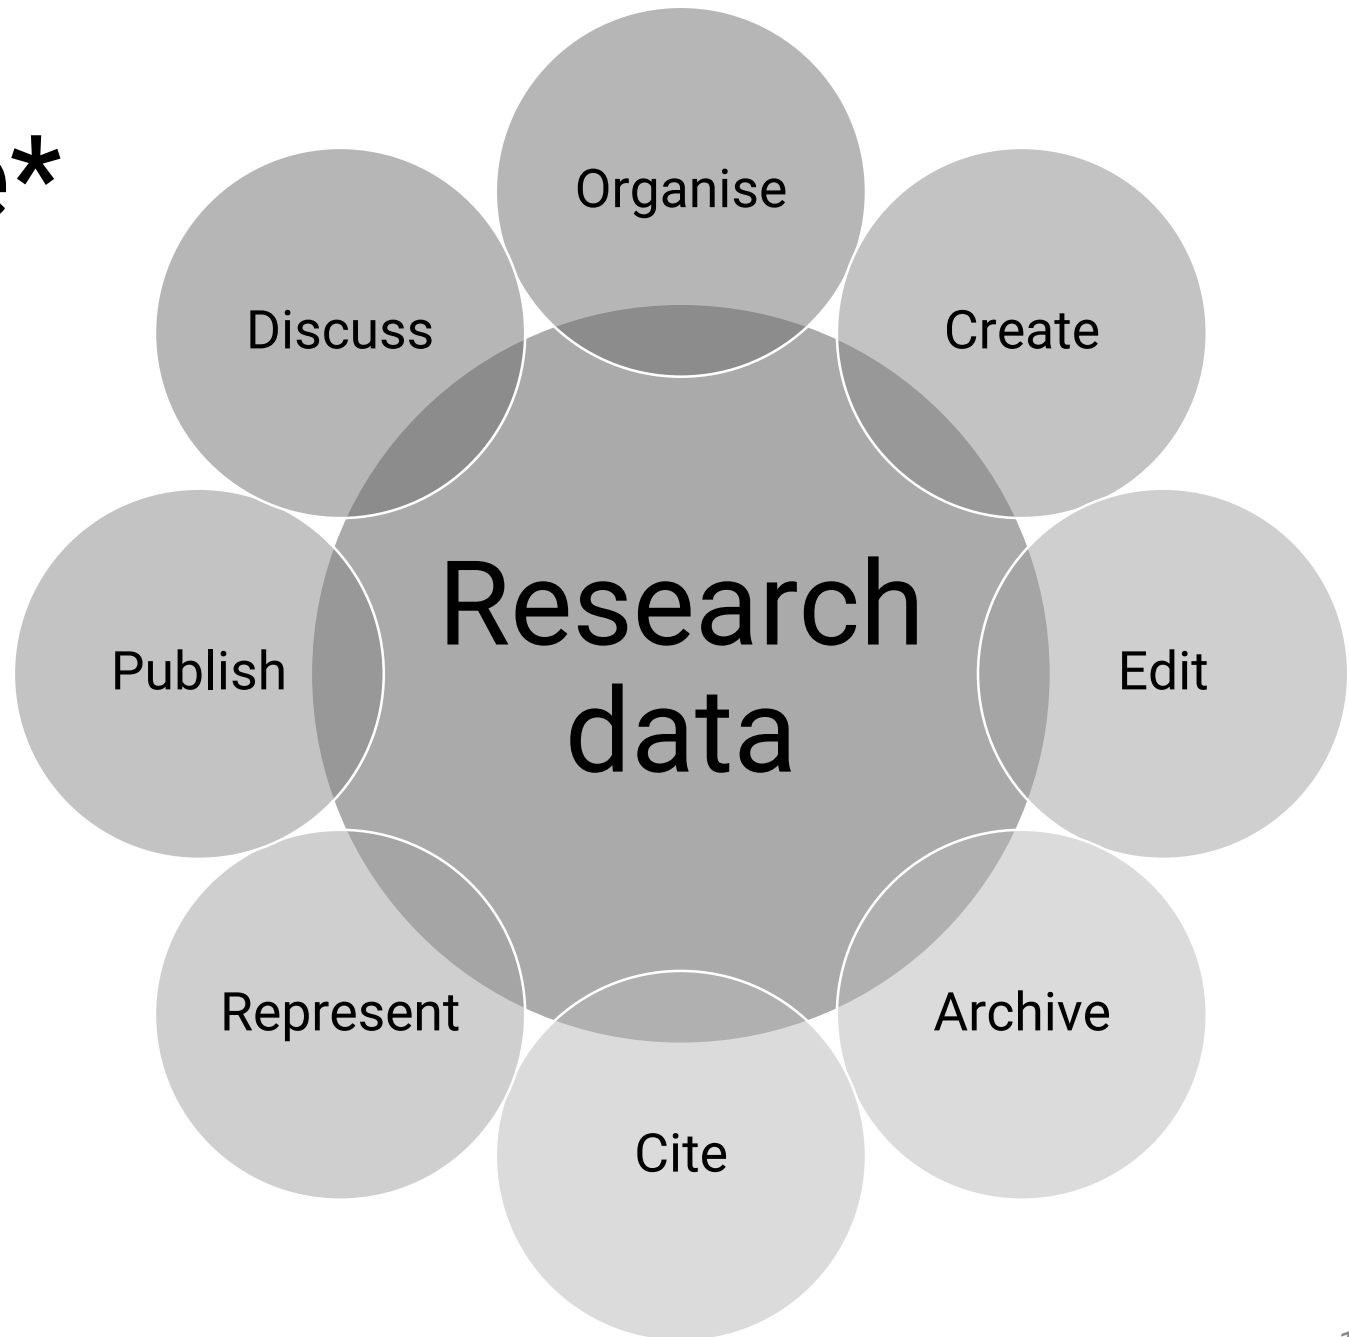 e*
Organise
Discuss
Create
Research
data
Publish
Edit
Represent
Archive
Cite